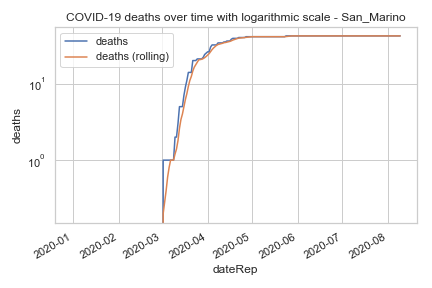 COVID-19 deaths over time with logarithmic scale - San_Marino
deaths
deaths (rolling)
10¹
10⁰
deaths
2020-01
2020-02
2020-03
2020-04
2020-05
2020-06
2020-07
2020-08
dateRep